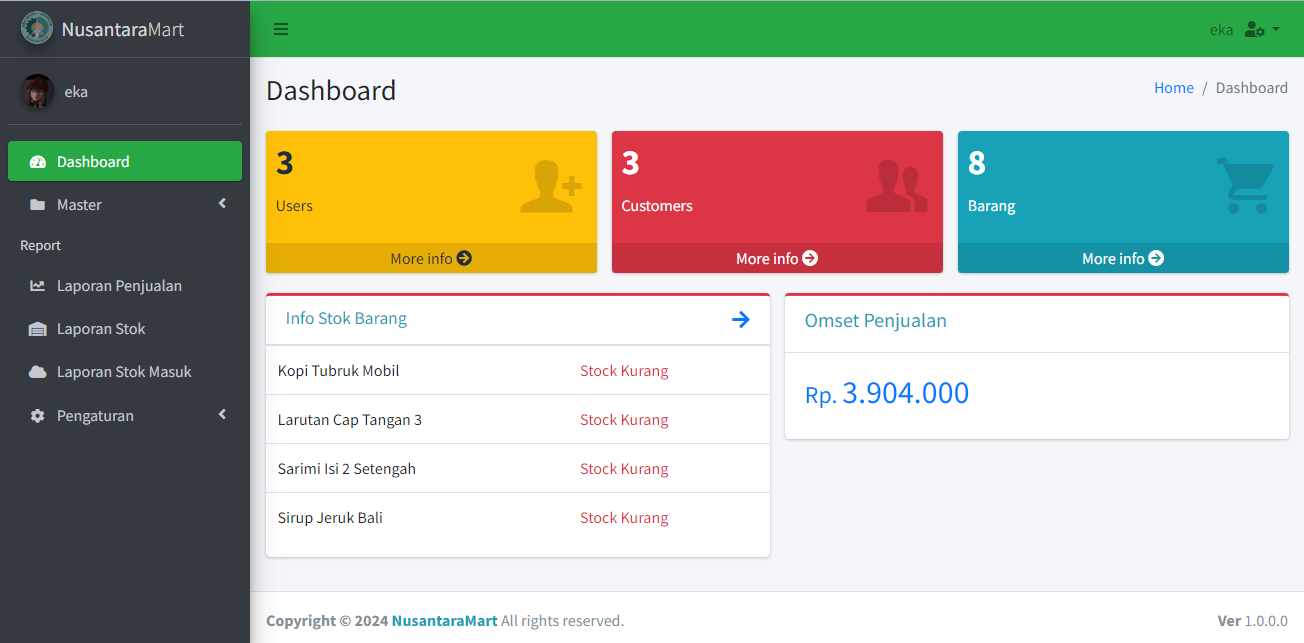 NusantaraMart
eka
eka
Dashboard
Master
Report
Laporan Penjualan
Laporan Stok
Laporan Stok Masuk
Pengaturan
Dashboard
Home / Dashboard
3
Users
More info
3
Customers
More info
8
Barang
More info
Info Stok Barang
Kopi Tubruk Mobil Stock Kurang
Larutan Cap Tangan 3 Stock Kurang
Sarimi Isi 2 Setengah Stock Kurang
Sirup Jeruk Bali Stock Kurang
Omset Penjualan
Rp. 3.904.000
Copyright © 2024 NusantaraMart All rights reserved.
Ver 1.0.0.0